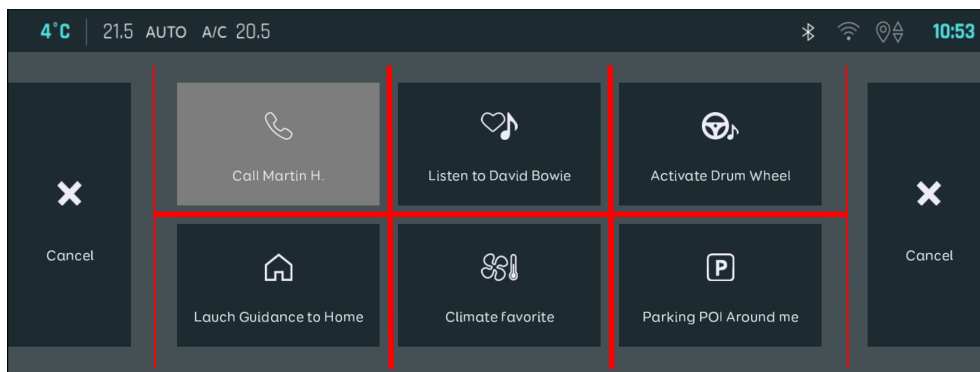 4°C 21.5 AUTO A/C 20.5 10:53
Call Martin H. Listen to David Bowie Activate Drum Wheel
Cancel Cancel
P
Lauch Guidance to Home Climate favorite Parking POI Around me